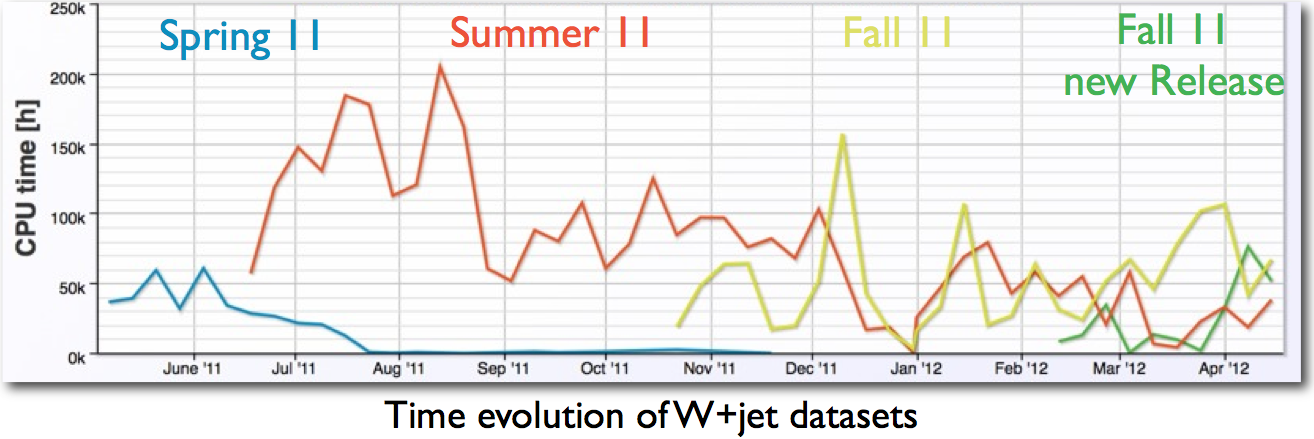 250k
Spring 11
Summer 11
Fall 11
Fall 11
new Release
200k
150k
100k
50k
0k
CPU time [h]
June '11
Jul '11
Aug '11
Sep '11
Oct '11
Nov '11
Dec '11
Jan '12
Feb '12
Mar '12
Apr '12
Time evolution of W+jet datasets